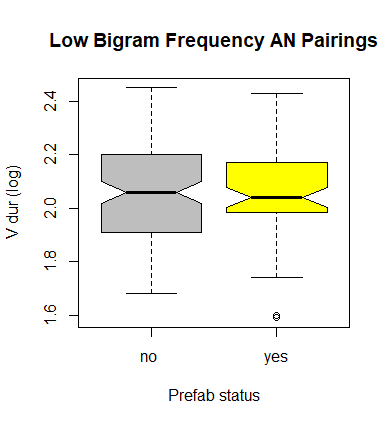 Low Bigram Frequency AN Pairings
V dur (log)
2.4
2.2
2.0
1.8
1.6
no yes
Prefab status